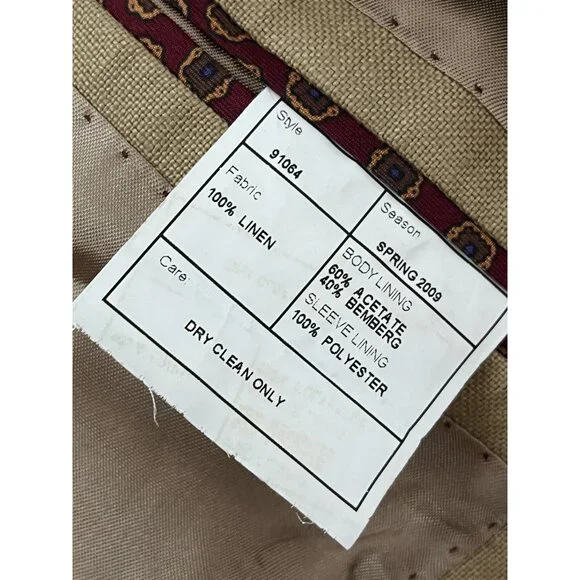 Style
91064
Season
SPRING 2009
Fabric
100% LINEN
BODY LINING
60% ACETATE
40% BEMBERG
SLEEVE LINING
100% POLYESTER
Care
DRY CLEAN ONLY